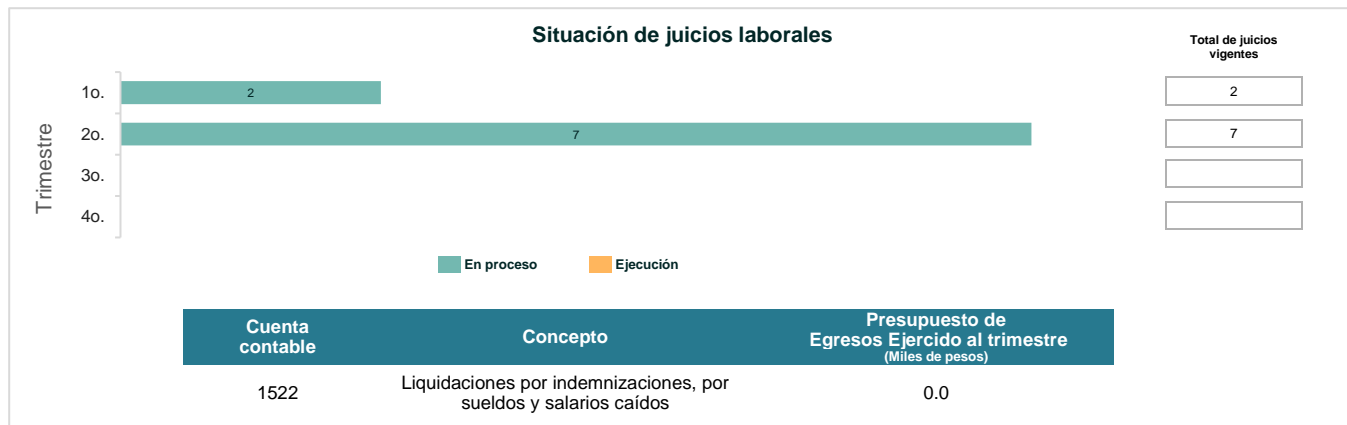 Situación de juicios laborales
Total de juicios
vigentes
Trimestre
1o.
2
2
2o.
7
7
3o.
4o.
En proceso
Ejecución
Cuenta
contable
Concepto
Presupuesto de
Egresos Ejercido al trimestre
(Miles de pesos)
1522
Liquidaciones por indemnizaciones, por
sueldos y salarios caídos
0.0